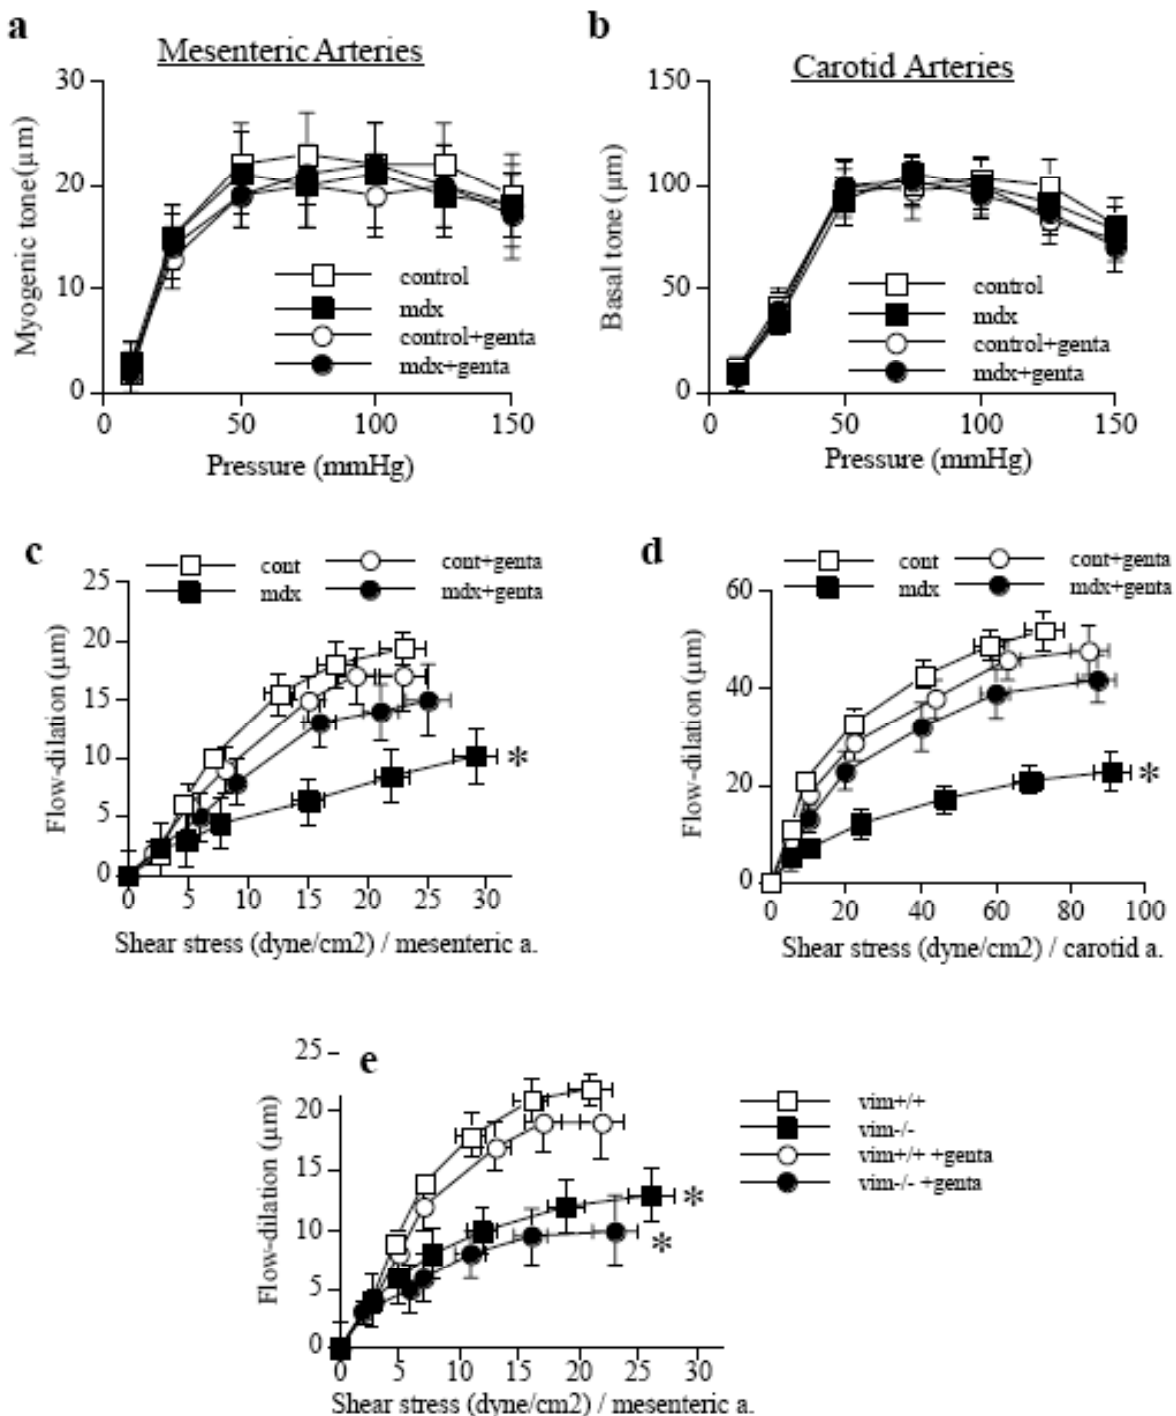 a
Mesenteric Arteries
30
20
10
0
Myogenic tone(μm)
control
mdx
control+genta
mdx+genta
0 50 100 150
Pressure (mmHg)
b
Carotid Arteries
150
100
50
0
Basal tone (μm)
control
mdx
control+genta
mdx+genta
0 50 100 150
Pressure (mmHg)
c
cont cont+genta
mdx mdx+genta
25
20
15
10
5
0
Flow-dilation (μm)
*
0 5 10 15 20 25 30
Shear stress (dyne/cm2) / mesenteric a.
d
cont cont+genta
mdx mdx+genta
60
40
20
0
Flow-dilation (μm)
*
0 20 40 60 80 100
Shear stress (dyne/cm2) / carotid a.
e
25
20
15
10
5
0
Flow-dilation (μm)
*
*
vim+/+
vim-/-
vim+/+ +genta
vim-/- +genta
0 5 10 15 20 25 30
Shear stress (dyne/cm2) / mesenteric a.